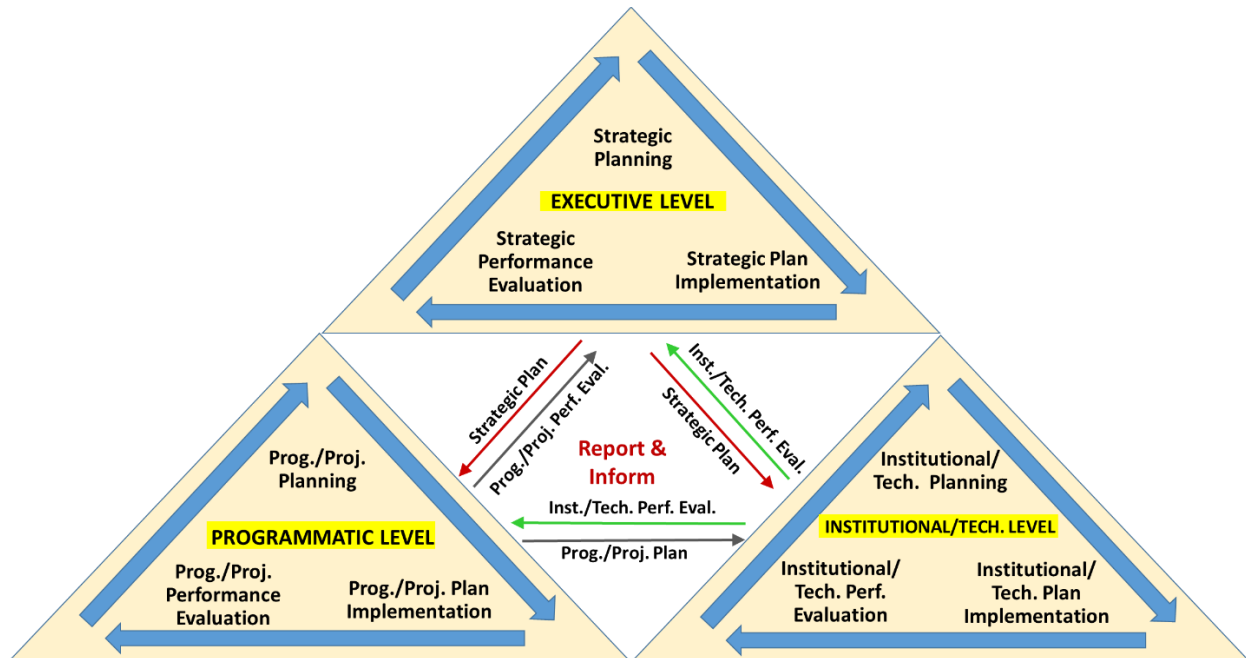 Strategic
Planning
EXECUTIVE LEVEL
Strategic
Performance
Evaluation
Strategic Plan
Implementation
Strategic Plan
Prog./Proj. Perf. Eval.
Inst./Tech. Perf. Eval.
Strategic Plan
Report &
Inform
Inst./Tech. Perf. Eval.
Prog./Proj. Plan
Prog./Proj.
Planning
PROGRAMMATIC LEVEL
Prog./Proj.
Performance
Evaluation
Prog./Proj. Plan
Implementation
Institutional/
Tech. Planning
INSTITUTIONAL/TECH. LEVEL
Institutional/
Tech. Perf.
Evaluation
Institutional/
Tech. Plan
Implementation